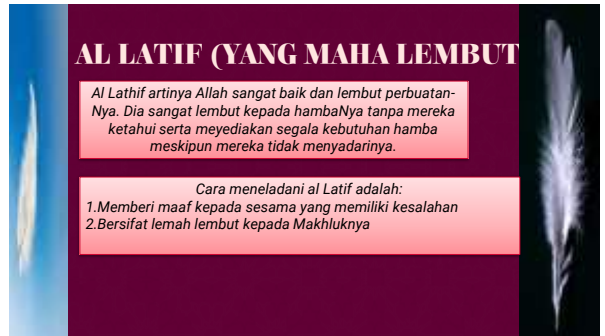 AL LATIF (YANG MAHA LEMBUT
Al Lathif artinya Allah sangat baik dan lembut perbuatan-
Nya. Dia sangat lembut kepada hambaNya tanpa mereka
ketahui serta meyediakan segala kebutuhan hamba
meskipun mereka tidak menyadarinya.
Cara meneladani al Latif adalah:
1.Memberi maaf kepada sesama yang memiliki kesalahan
2.Bersifat lemah lembut kepada Makhluknya